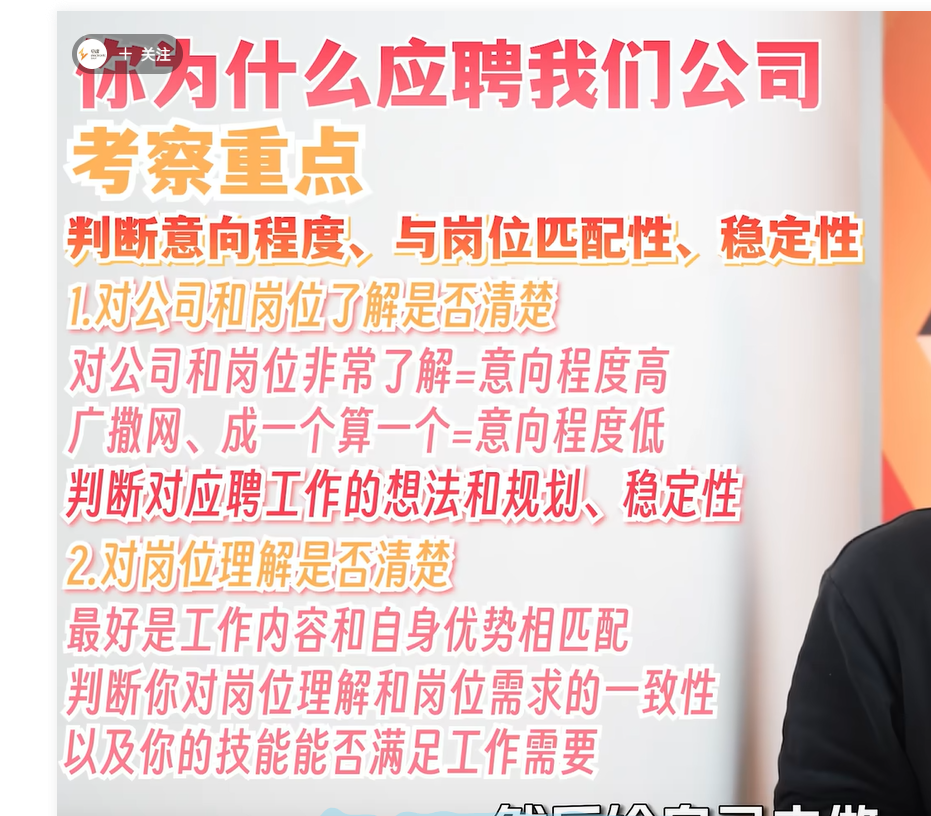 + 关注
你为什么应聘我们公司
考察重点
判断意向程度、与岗位匹配性、稳定性
1.对公司和岗位了解是否清楚
对公司和岗位非常了解=意向程度高
广撒网、成一个算一个=意向程度低
判断对应聘工作的想法和规划、稳定性
2.对岗位理解是否清楚
最好是工作内容和自身优势相匹配
判断你对岗位理解和岗位需求的一致性
以及你的技能能否满足工作需要